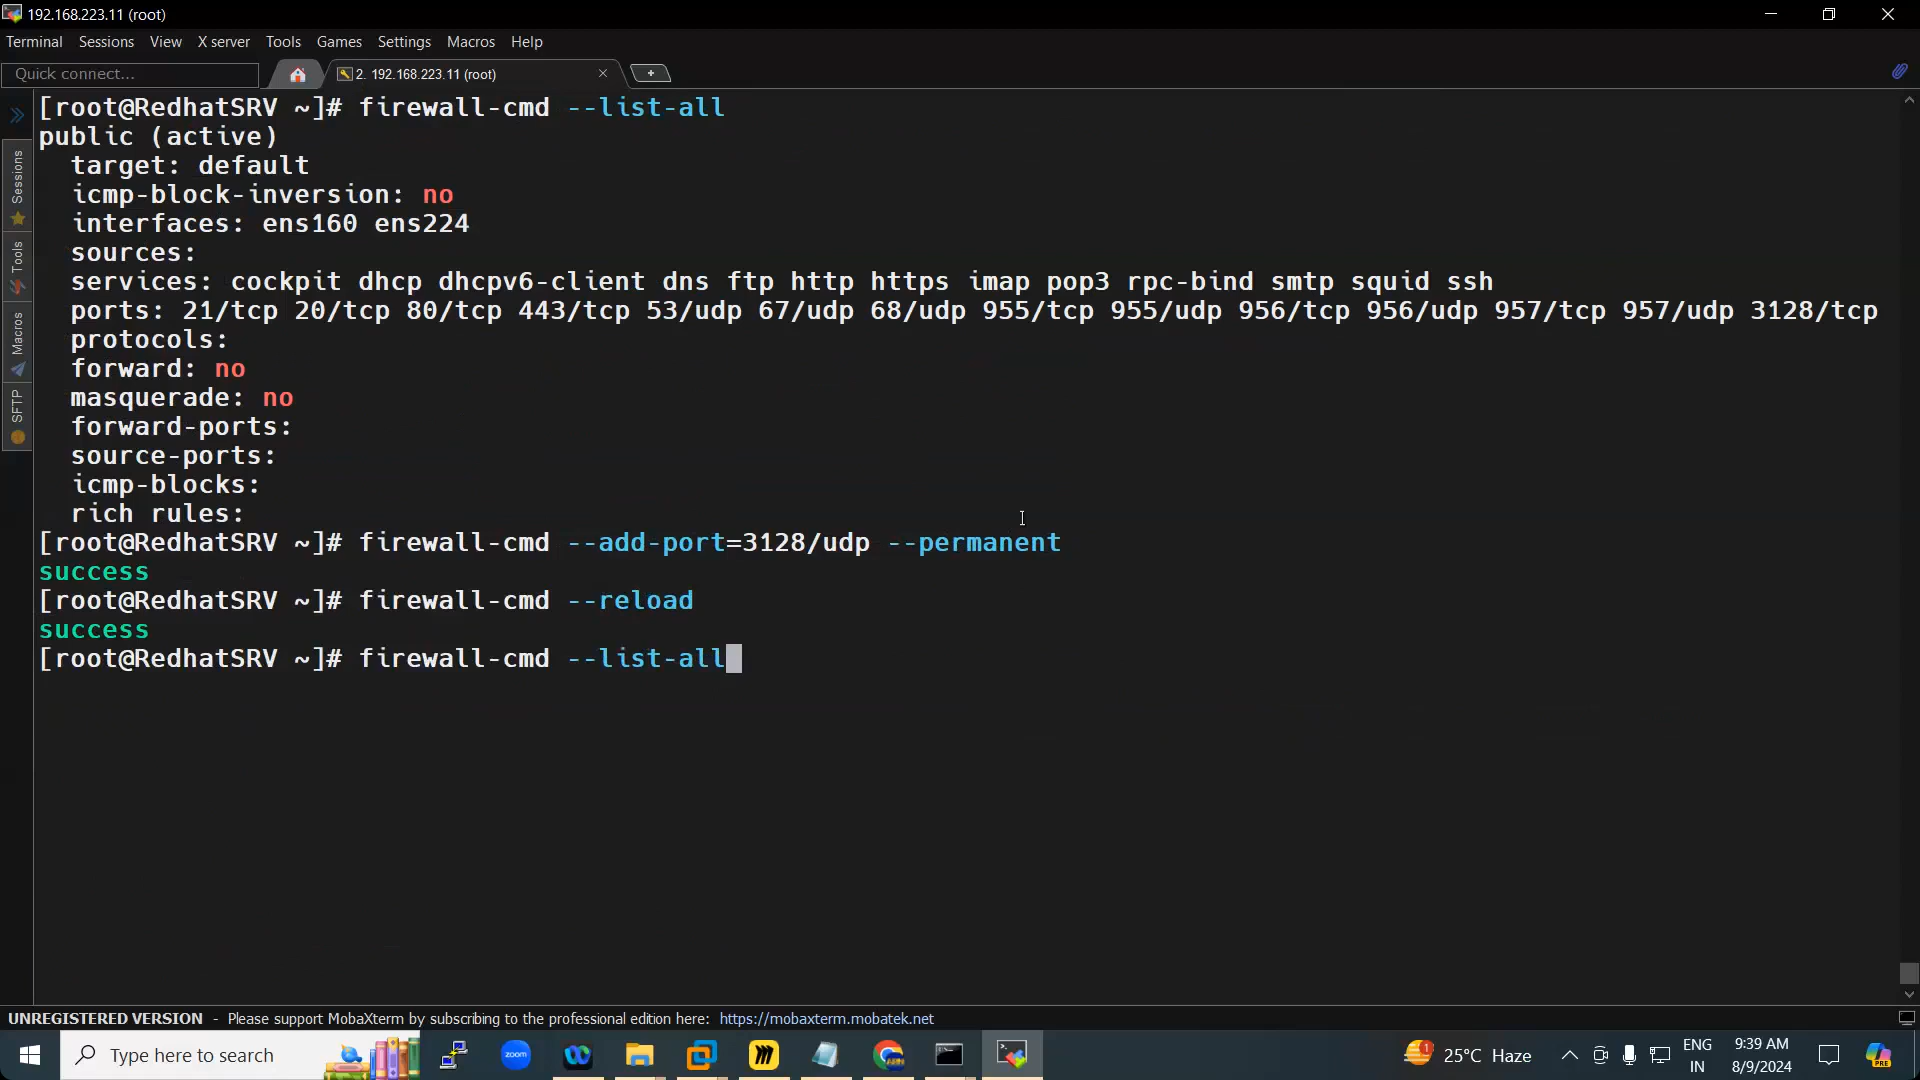 192.168.223.11 (root)
Terminal Sessions View X server Tools Games Settings Macros Help
Quick connect... 2. 192.168.223.11 (root)
Sessions
Tools
Macros
SFTP
[root@RedhatSRV ~]# firewall-cmd --list-all
public (active)
target: default
icmp-block-inversion: no
interfaces: ens160 ens224
sources:
services: cockpit dhcp dhcpv6-client dns ftp http https imap pop3 rpc-bind smtp squid ssh
ports: 21/tcp 20/tcp 80/tcp 443/tcp 53/udp 67/udp 68/udp 955/tcp 955/udp 956/tcp 956/udp 957/tcp 957/udp 3128/tcp
protocols:
forward: no
masquerade: no
forward-ports:
source-ports:
icmp-blocks:
rich rules:
[root@RedhatSRV ~]# firewall-cmd --add-port=3128/udp --permanent
success
[root@RedhatSRV ~]# firewall-cmd --reload
success
[root@RedhatSRV ~]# firewall-cmd --list-all
UNREGISTERED VERSION - Please support MobaXterm by subscribing to the professional edition here: https://mobaxterm.mobatek.net
Type here to search zoom 1 25°C Haze ENG 9:39 AM PRE
IN 8/9/2024